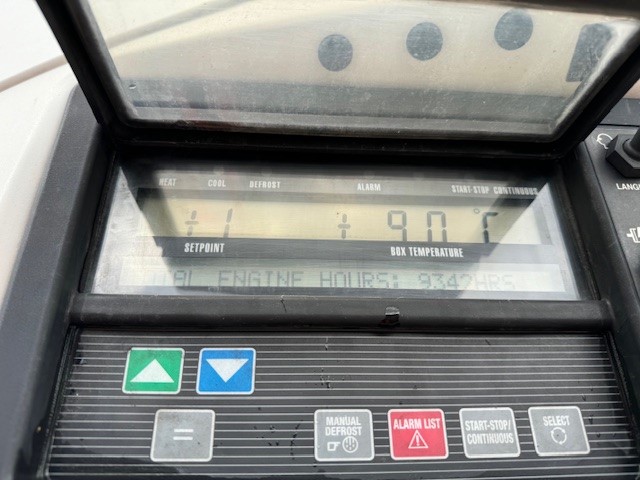 HEAT COOL DEFROST ALARM START-STOP CONTINUOUS
+1 + 9.0 °C
SETPOINT BOX TEMPERATURE
ENGINE HOURS: 9342HRS
MANUAL DEFROST
ALARM LIST
START-STOP/
CONTINUOUS
SELECT
=